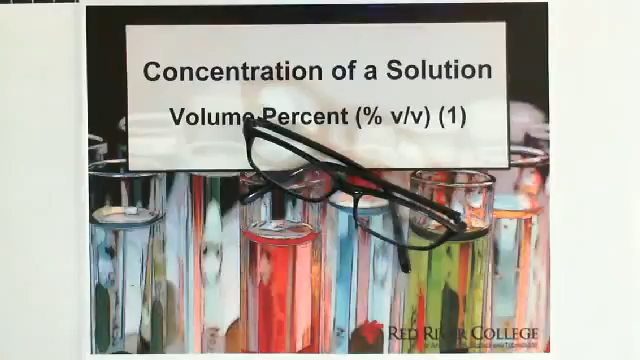 Concentration of a Solution
Volume Percent (% v/v) (1)
RED RIVER COLLEGE